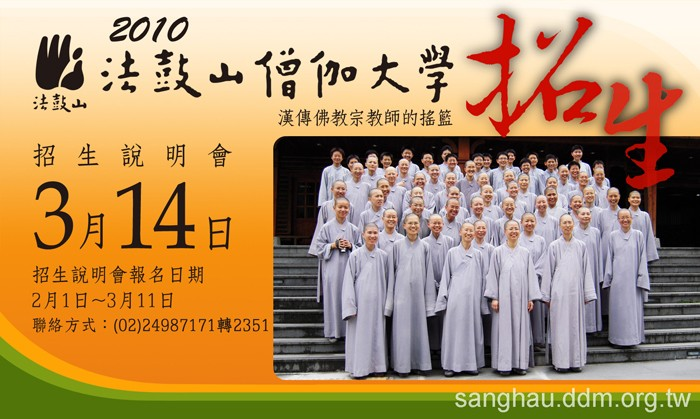 2010
法鼓山僧伽大學
招生
法鼓山
漢傳佛教宗教師的搖籃
招生說明會
3月14日
招生說明會報名日期
2月1日~3月11日
聯絡方式：(02)24987171轉2351
sanghau.ddm.org.tw